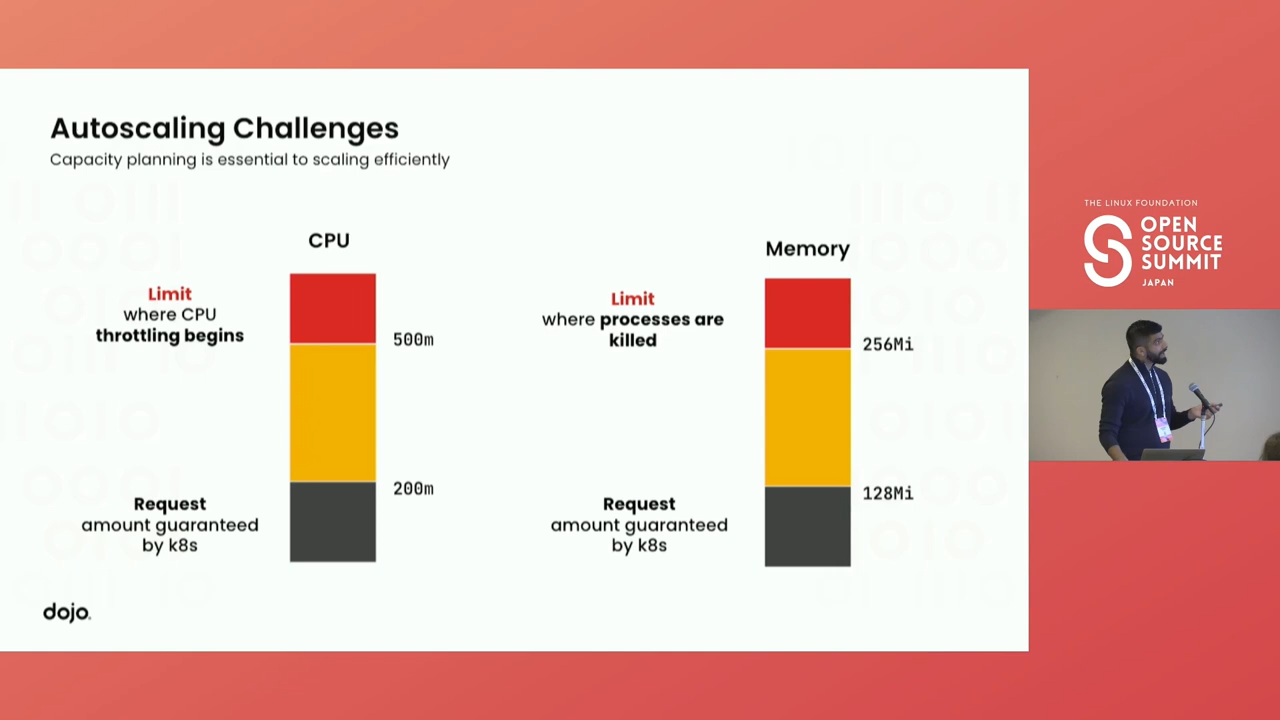 Autoscaling Challenges
Capacity planning is essential to scaling efficiently
CPU
Limit
where CPU
throttling begins
500m
200m
Request
amount guaranteed
by k8s
Memory
Limit
where processes are
killed
256Mi
128Mi
Request
amount guaranteed
by k8s
dojo.
THE LINUX FOUNDATION
OPEN
SOURCE
SUMMIT
JAPAN